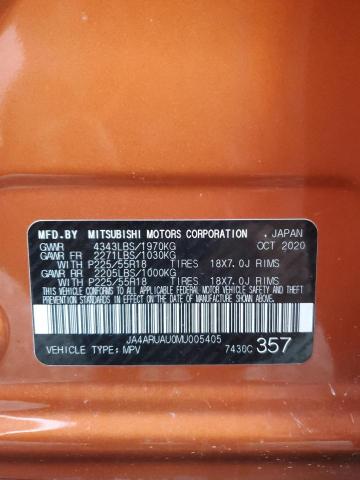 MFD.BY MITSUBISHI MOTORS CORPORATION , JAPAN
GVWR 4343LBS/1970KG OCT 2020
GAWR FR 2271LBS/1030KG
WITH P225/55R18 TIRES 18X7.0J RIMS
GAWR RR 2205LBS/1000KG
WITH P225/55R18 TIRES 18X7.0J RIMS
THIS VEHICLE CONFORMS TO ALL APPLICABLE FEDERAL
MOTOR VEHICLE SAFETY, BUMPER, AND THEFT PREVENTION
STANDARDS IN EFFECT ON THE DATE OF MANUFACTURE
SHOWN ABOVE.
JA4ARUAU0MU005405
VEHICLE TYPE:MPV 7430C 357